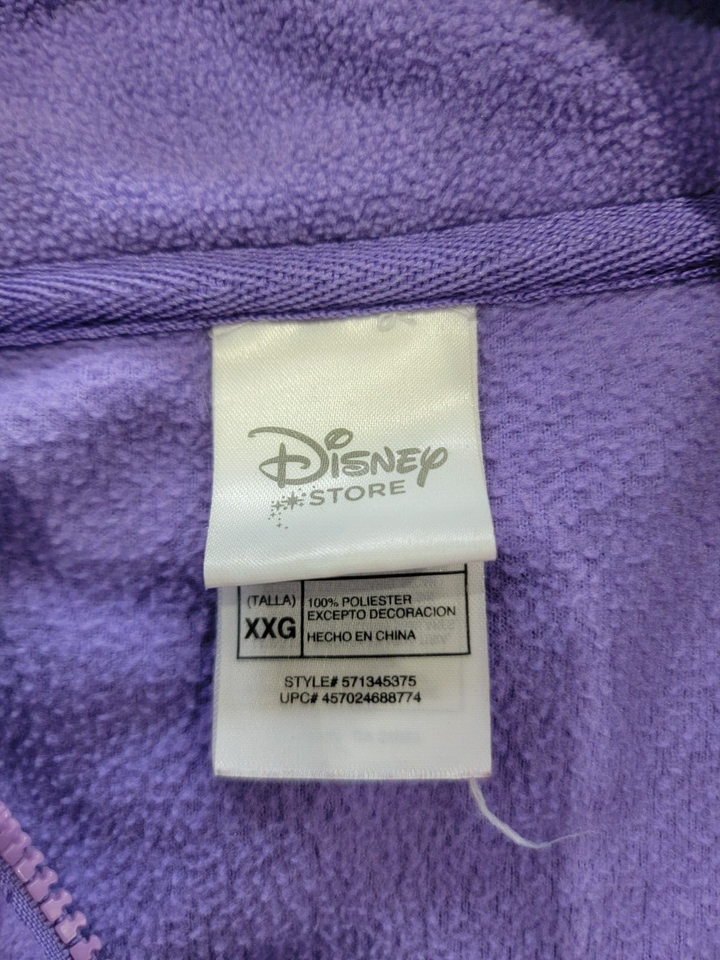 Disney
STORE
(TALLA)
XXG
100% POLIESTER
EXCEPTO DECORACION
HECHO EN CHINA
STYLE# 571345375
UPC# 457024688774